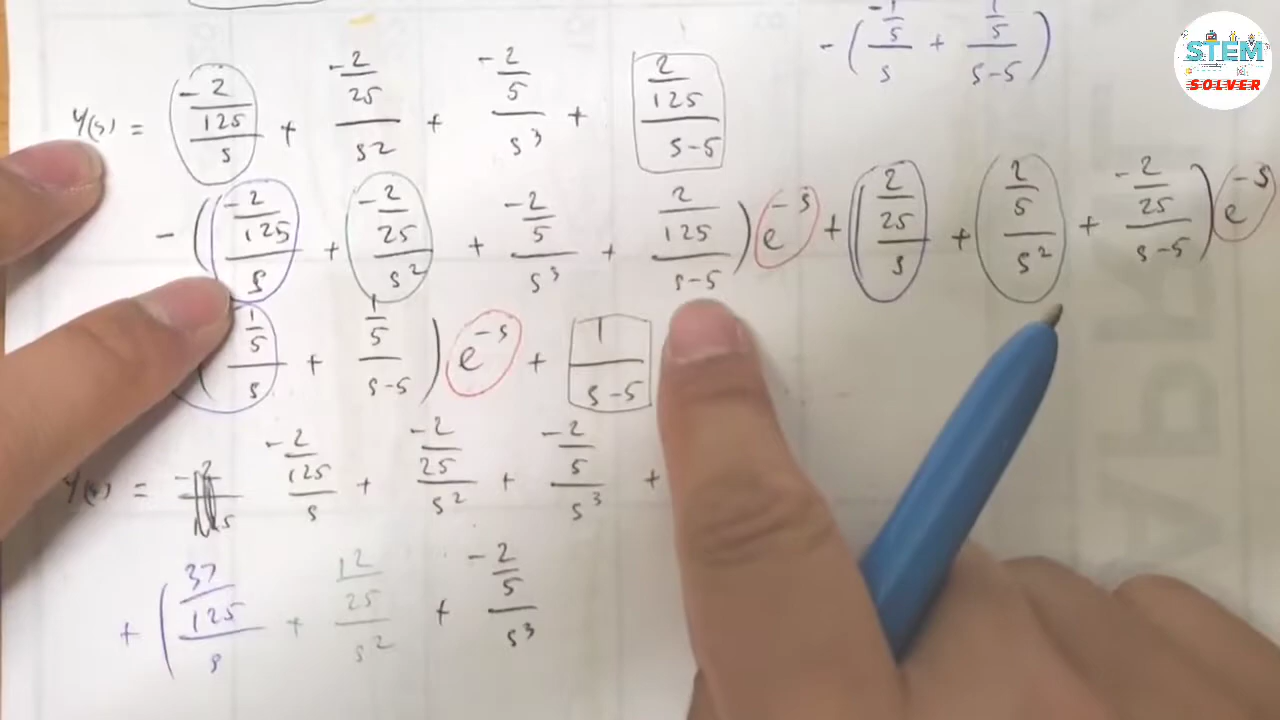 -(-1/5/s + 1/5/s-5)
STEM
SOLVER
Y(s) = -2/125/s + -2/25/s2 + -2/5/s3 + 2/125/s-5
-(-2/125/s + -2/25/s2 + -2/5/s3 + 2/125/s-5) e-s + (2/25/s + 2/5/s2 + -2/25/s-5) e-s
(1/5/s + 1/5/s-5) e-s + 1/s-5
Y(s) = -2/125/s + -2/25/s2 + -2/5/s3 +
+ (37/125/s + 12/25/s2 + -2/5/s3